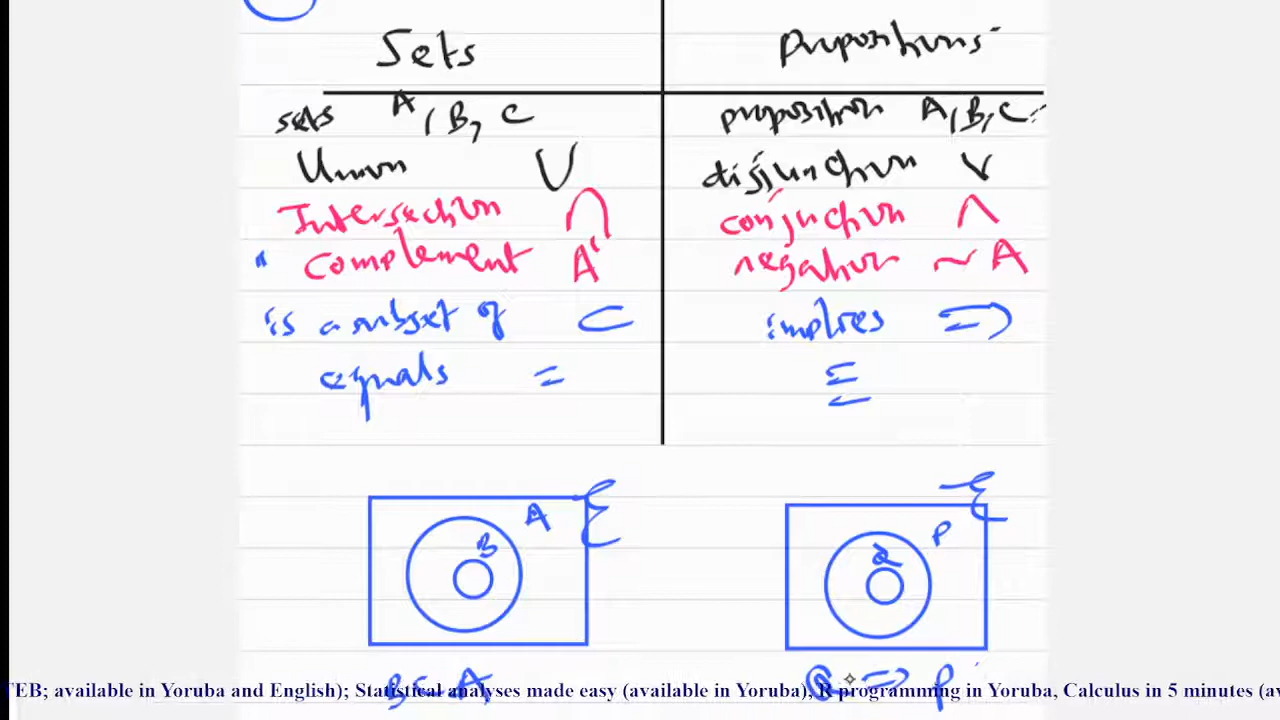 Sets Propositions
sets A, B, C proposition A, B, C
Union ∪ disjunction ∨
Intersection ∩ conjunction ∧
Complement A' negation ~A
is a subset of ⊂ implies ⇒
equals = ≡
ξ ξ
A P
B Q
B ⊂ A Q ⇒ P
TEB; available in Yoruba and English); Statistical analyses made easy (available in Yoruba), R programming in Yoruba, Calculus in 5 minutes (av